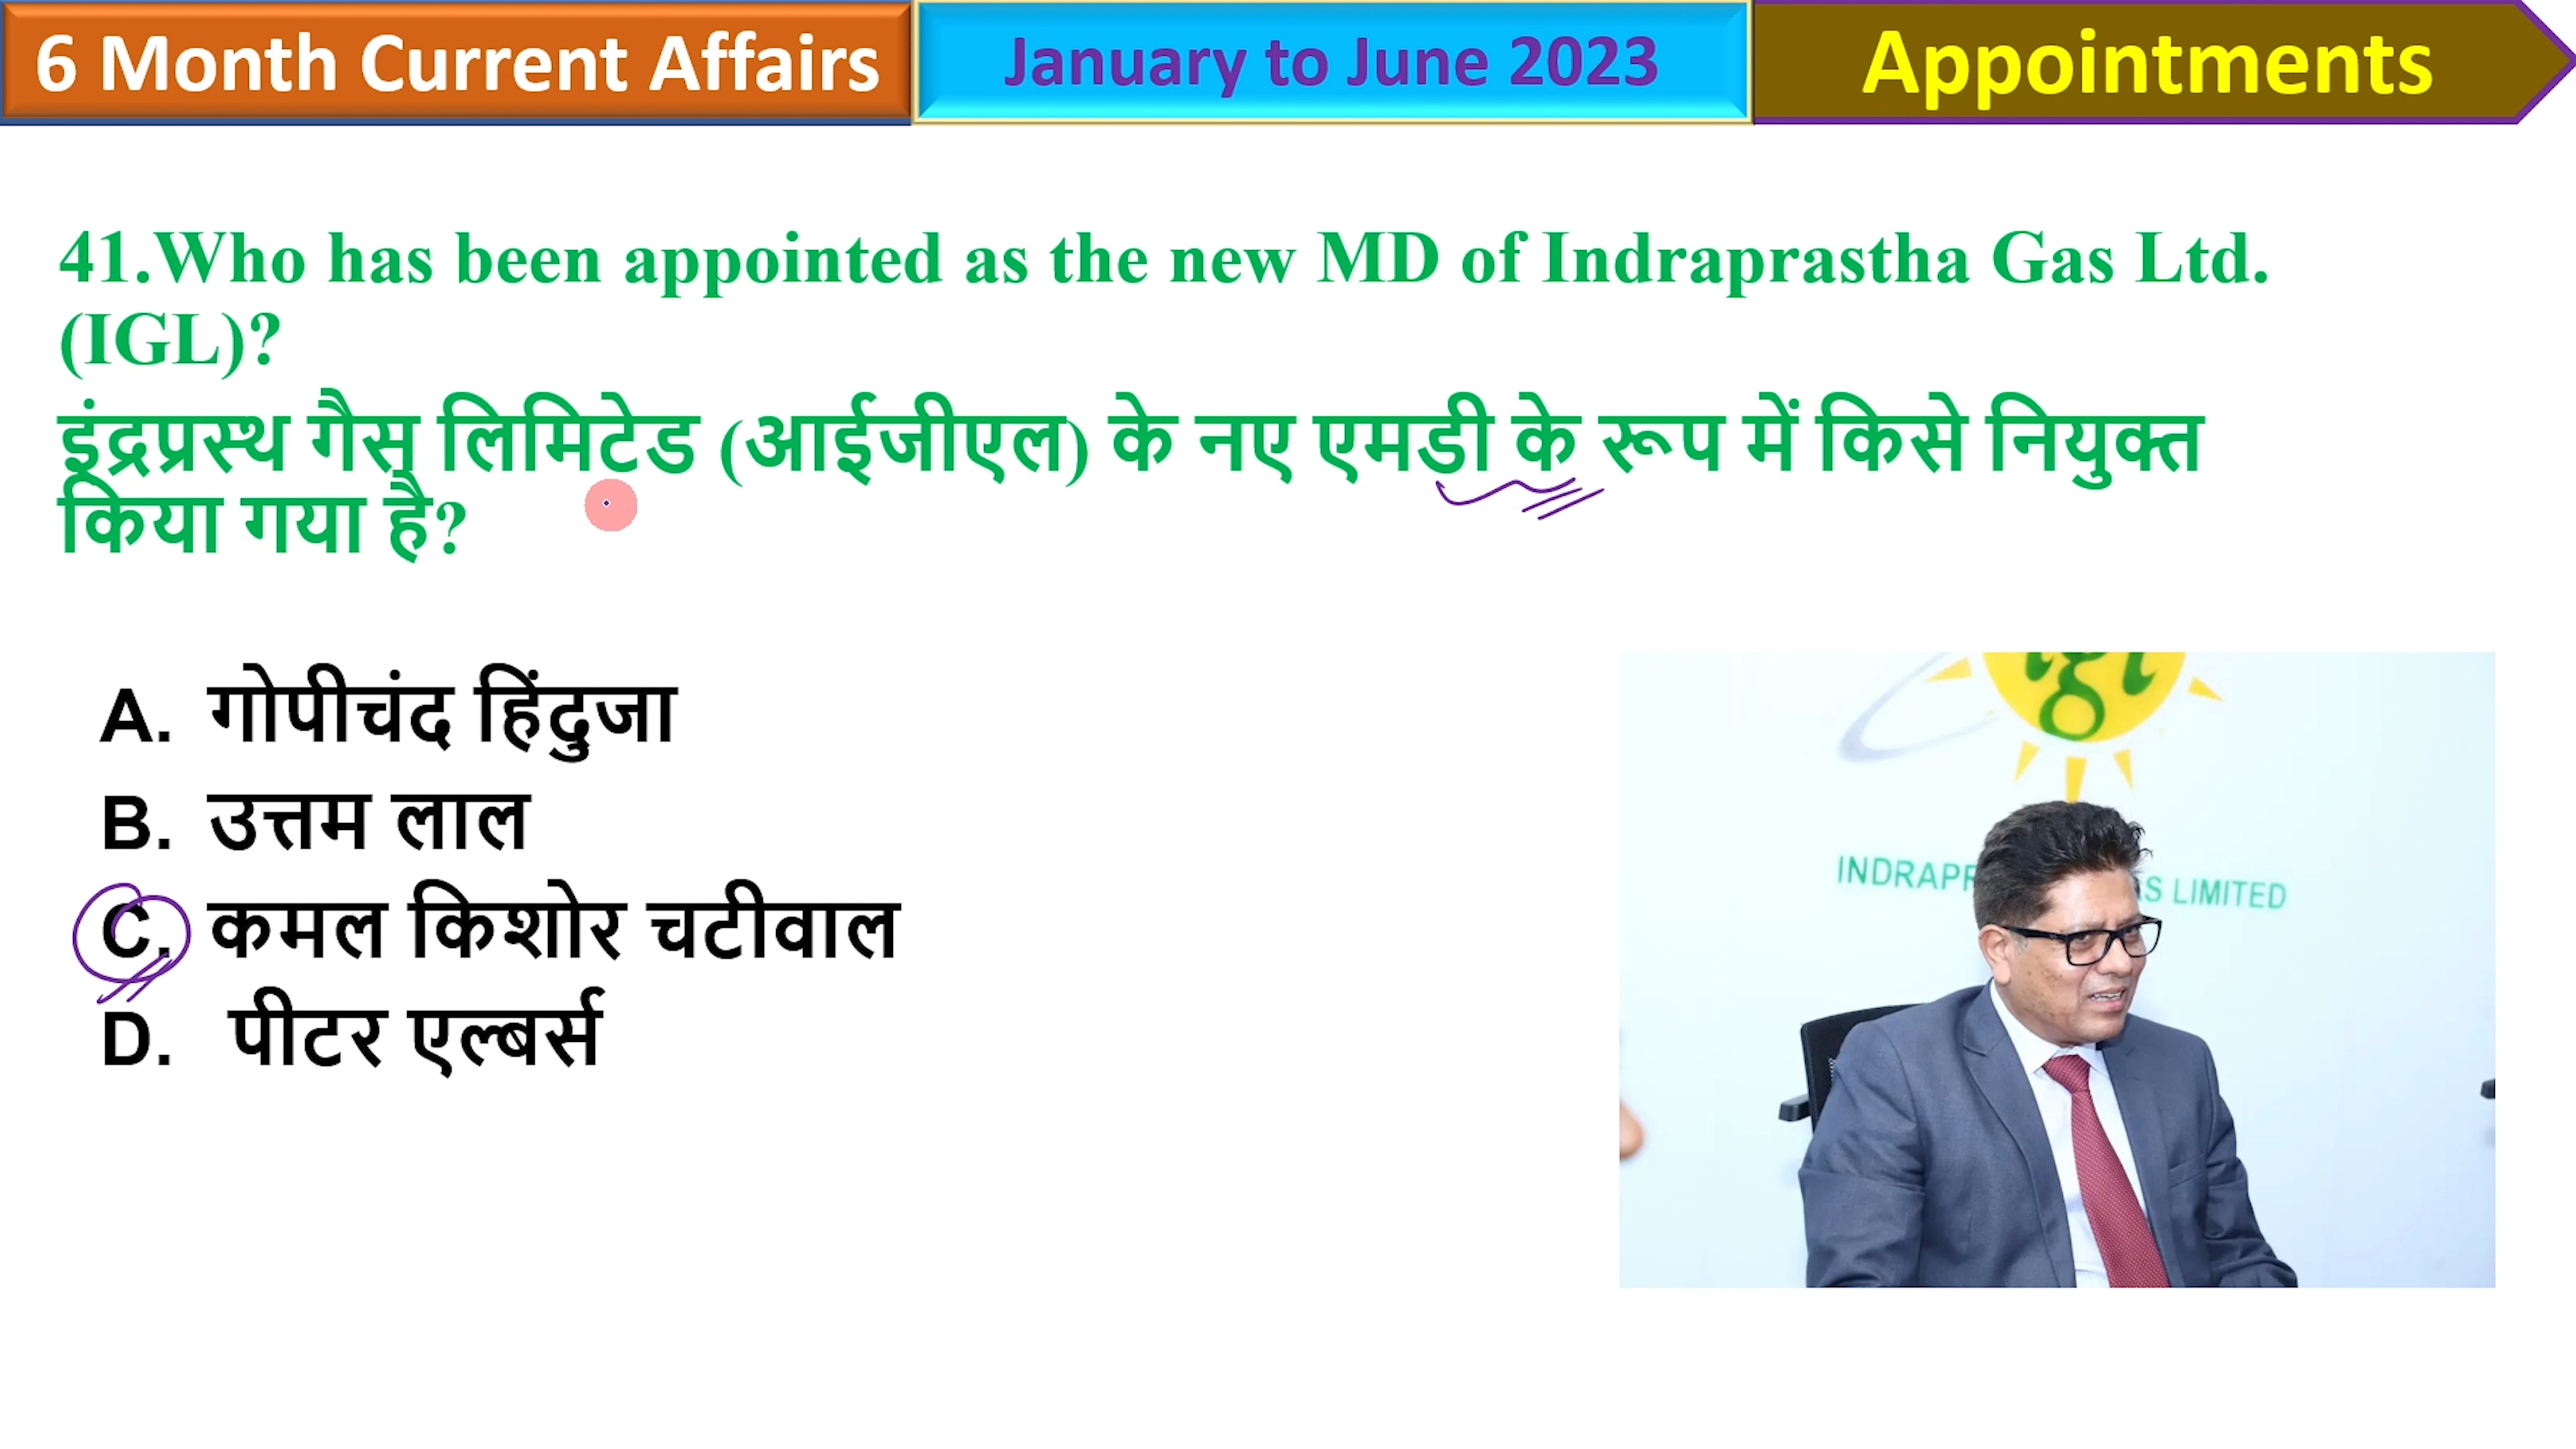 6 Month Current Affairs
January to June 2023
Appointments
41.Who has been appointed as the new MD of Indraprastha Gas Ltd.
(IGL)?
इंद्रप्रस्थ गैस लिमिटेड (आईजीएल) के नए एमडी के रूप में किसे नियुक्त
किया गया है?
A. गोपीचंद हिंदुजा
B. उत्तम लाल
C. कमल किशोर चटीवाल
D. पीटर एल्बर्स
LIMITED